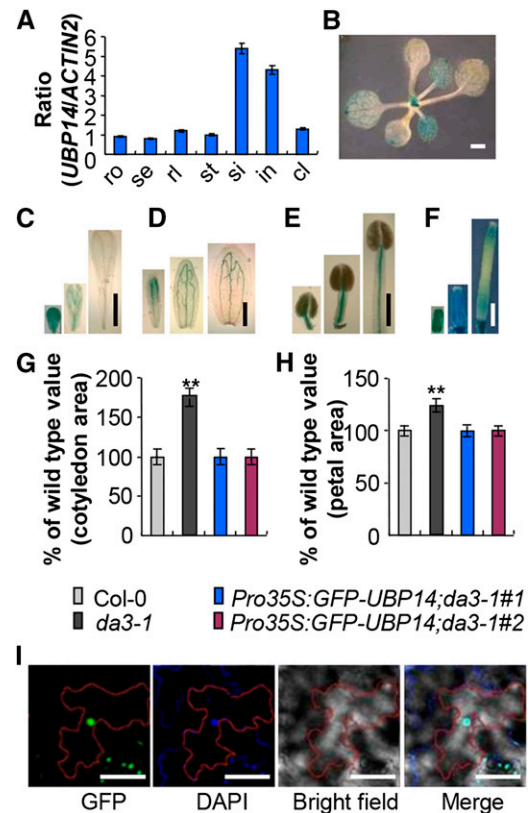 A
Ratio
(UBP14/ACTIN2)
6
5
4
3
2
1
ro se rl st si in cl
B
C
D
E
F
G
% of wild type value
(cotyledon area)
200
150
100
50
0
**
H
% of wild type value
(petal area)
150
100
50
0
**
Col-0
da3-1
Pro35S:GFP-UBP14;da3-1#1
Pro35S:GFP-UBP14;da3-1#2
I
GFP DAPI Bright field Merge